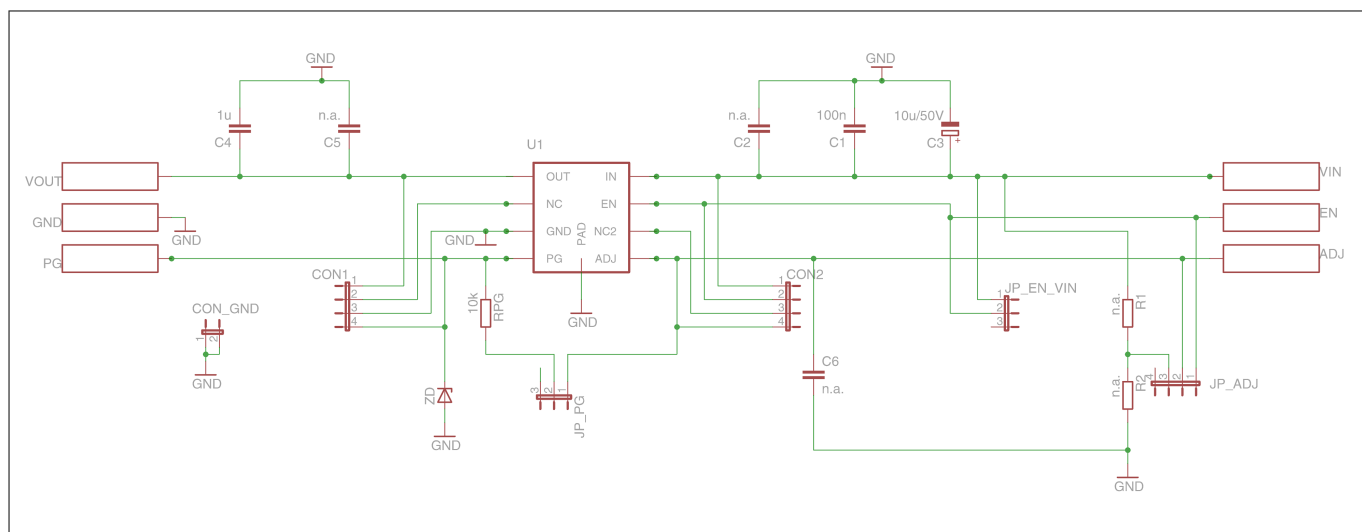 GND
GND
1u
C4
n.a.
C5
n.a.
C2
100n
C1
10u/50V
C3
+
U1
VOUT
GND
PG
GND
OUT
NC
GND
PG
PAD
IN
EN
NC2
ADJ
GND
GND
VIN
EN
ADJ
CON1
1
2
3
4
CON2
1
2
3
4
JP_EN_VIN
1
2
3
CON_GND
1
2
GND
10k
RPG
ZD
GND
3
2
1
JP_PG
C6
n.a.
n.a.
R1
n.a.
R2
4
3
2
1
JP_ADJ
GND